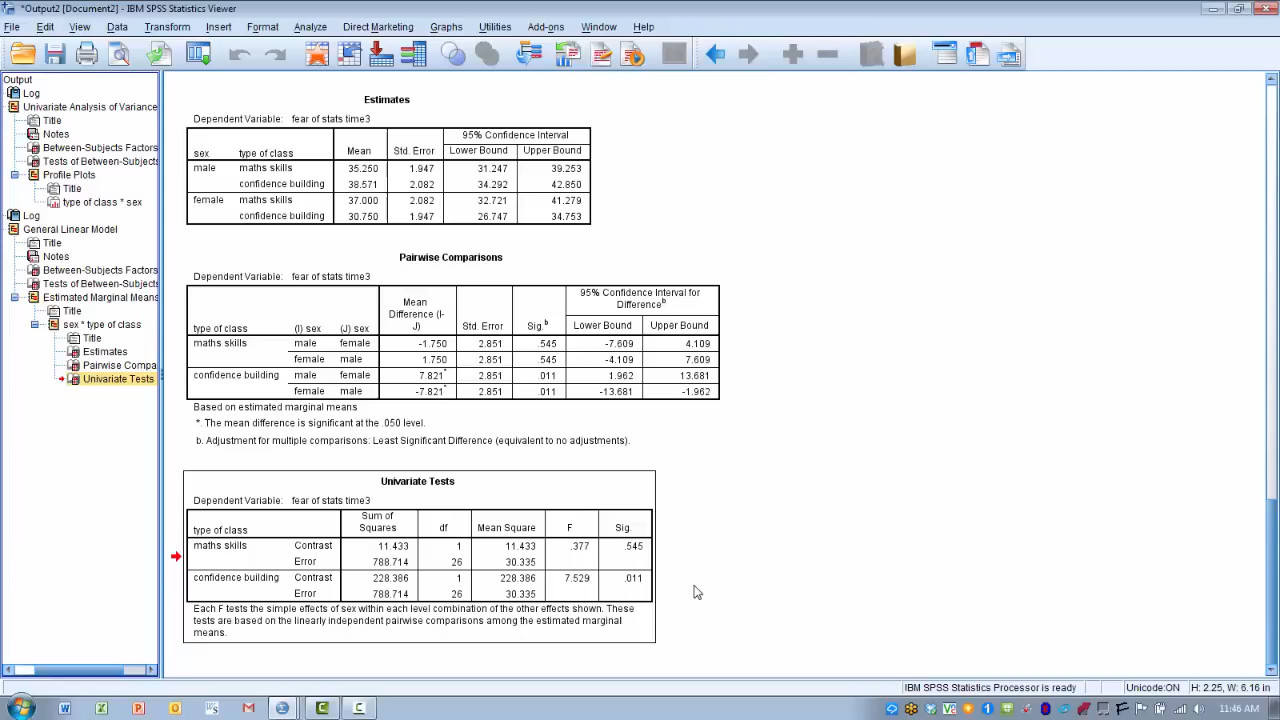 *Output2 [Document2] - IBM SPSS Statistics Viewer
File Edit View Data Transform Insert Format Analyze Direct Marketing Graphs Utilities Add-ons Window Help
Output
Log
Univariate Analysis of Variance
Title
Notes
Between-Subjects Factors
Tests of Between-Subjects
Profile Plots
Title
type of class * sex
Log
General Linear Model
Title
Notes
Between-Subjects Factors
Tests of Between-Subjects
Estimated Marginal Means
Title
sex * type of class
Title
Estimates
Pairwise Compa
Univariate Tests
Estimates
Dependent Variable: fear of stats time3
95% Confidence Interval
sex type of class Mean Std. Error Lower Bound Upper Bound
male maths skills 35.250 1.947 31.247 39.253
confidence building 38.571 2.082 34.292 42.850
female maths skills 37.000 2.082 32.721 41.279
confidence building 30.750 1.947 26.747 34.753
Pairwise Comparisons
Dependent Variable: fear of stats time3
95% Confidence Interval for
Differenceb
Mean
Difference (I-
J)
type of class (I) sex (J) sex Std. Error Sig.b Lower Bound Upper Bound
maths skills male female -1.750 2.851 .545 -7.609 4.109
female male 1.750 2.851 .545 -4.109 7.609
confidence building male female 7.821* 2.851 .011 1.962 13.681
female male -7.821* 2.851 .011 -13.681 -1.962
Based on estimated marginal means
*. The mean difference is significant at the .050 level.
b. Adjustment for multiple comparisons: Least Significant Difference (equivalent to no adjustments).
Univariate Tests
Dependent Variable: fear of stats time3
Sum of
Squares
type of class df Mean Square F Sig.
maths skills Contrast 11.433 1 11.433 .377 .545
Error 788.714 26 30.335
confidence building Contrast 228.386 1 228.386 7.529 .011
Error 788.714 26 30.335
Each F tests the simple effects of sex within each level combination of the other effects shown. These
tests are based on the linearly independent pairwise comparisons among the estimated marginal
means.
IBM SPSS Statistics Processor is ready Unicode:ON H: 2.25, W: 6.16 in
11:46 AM